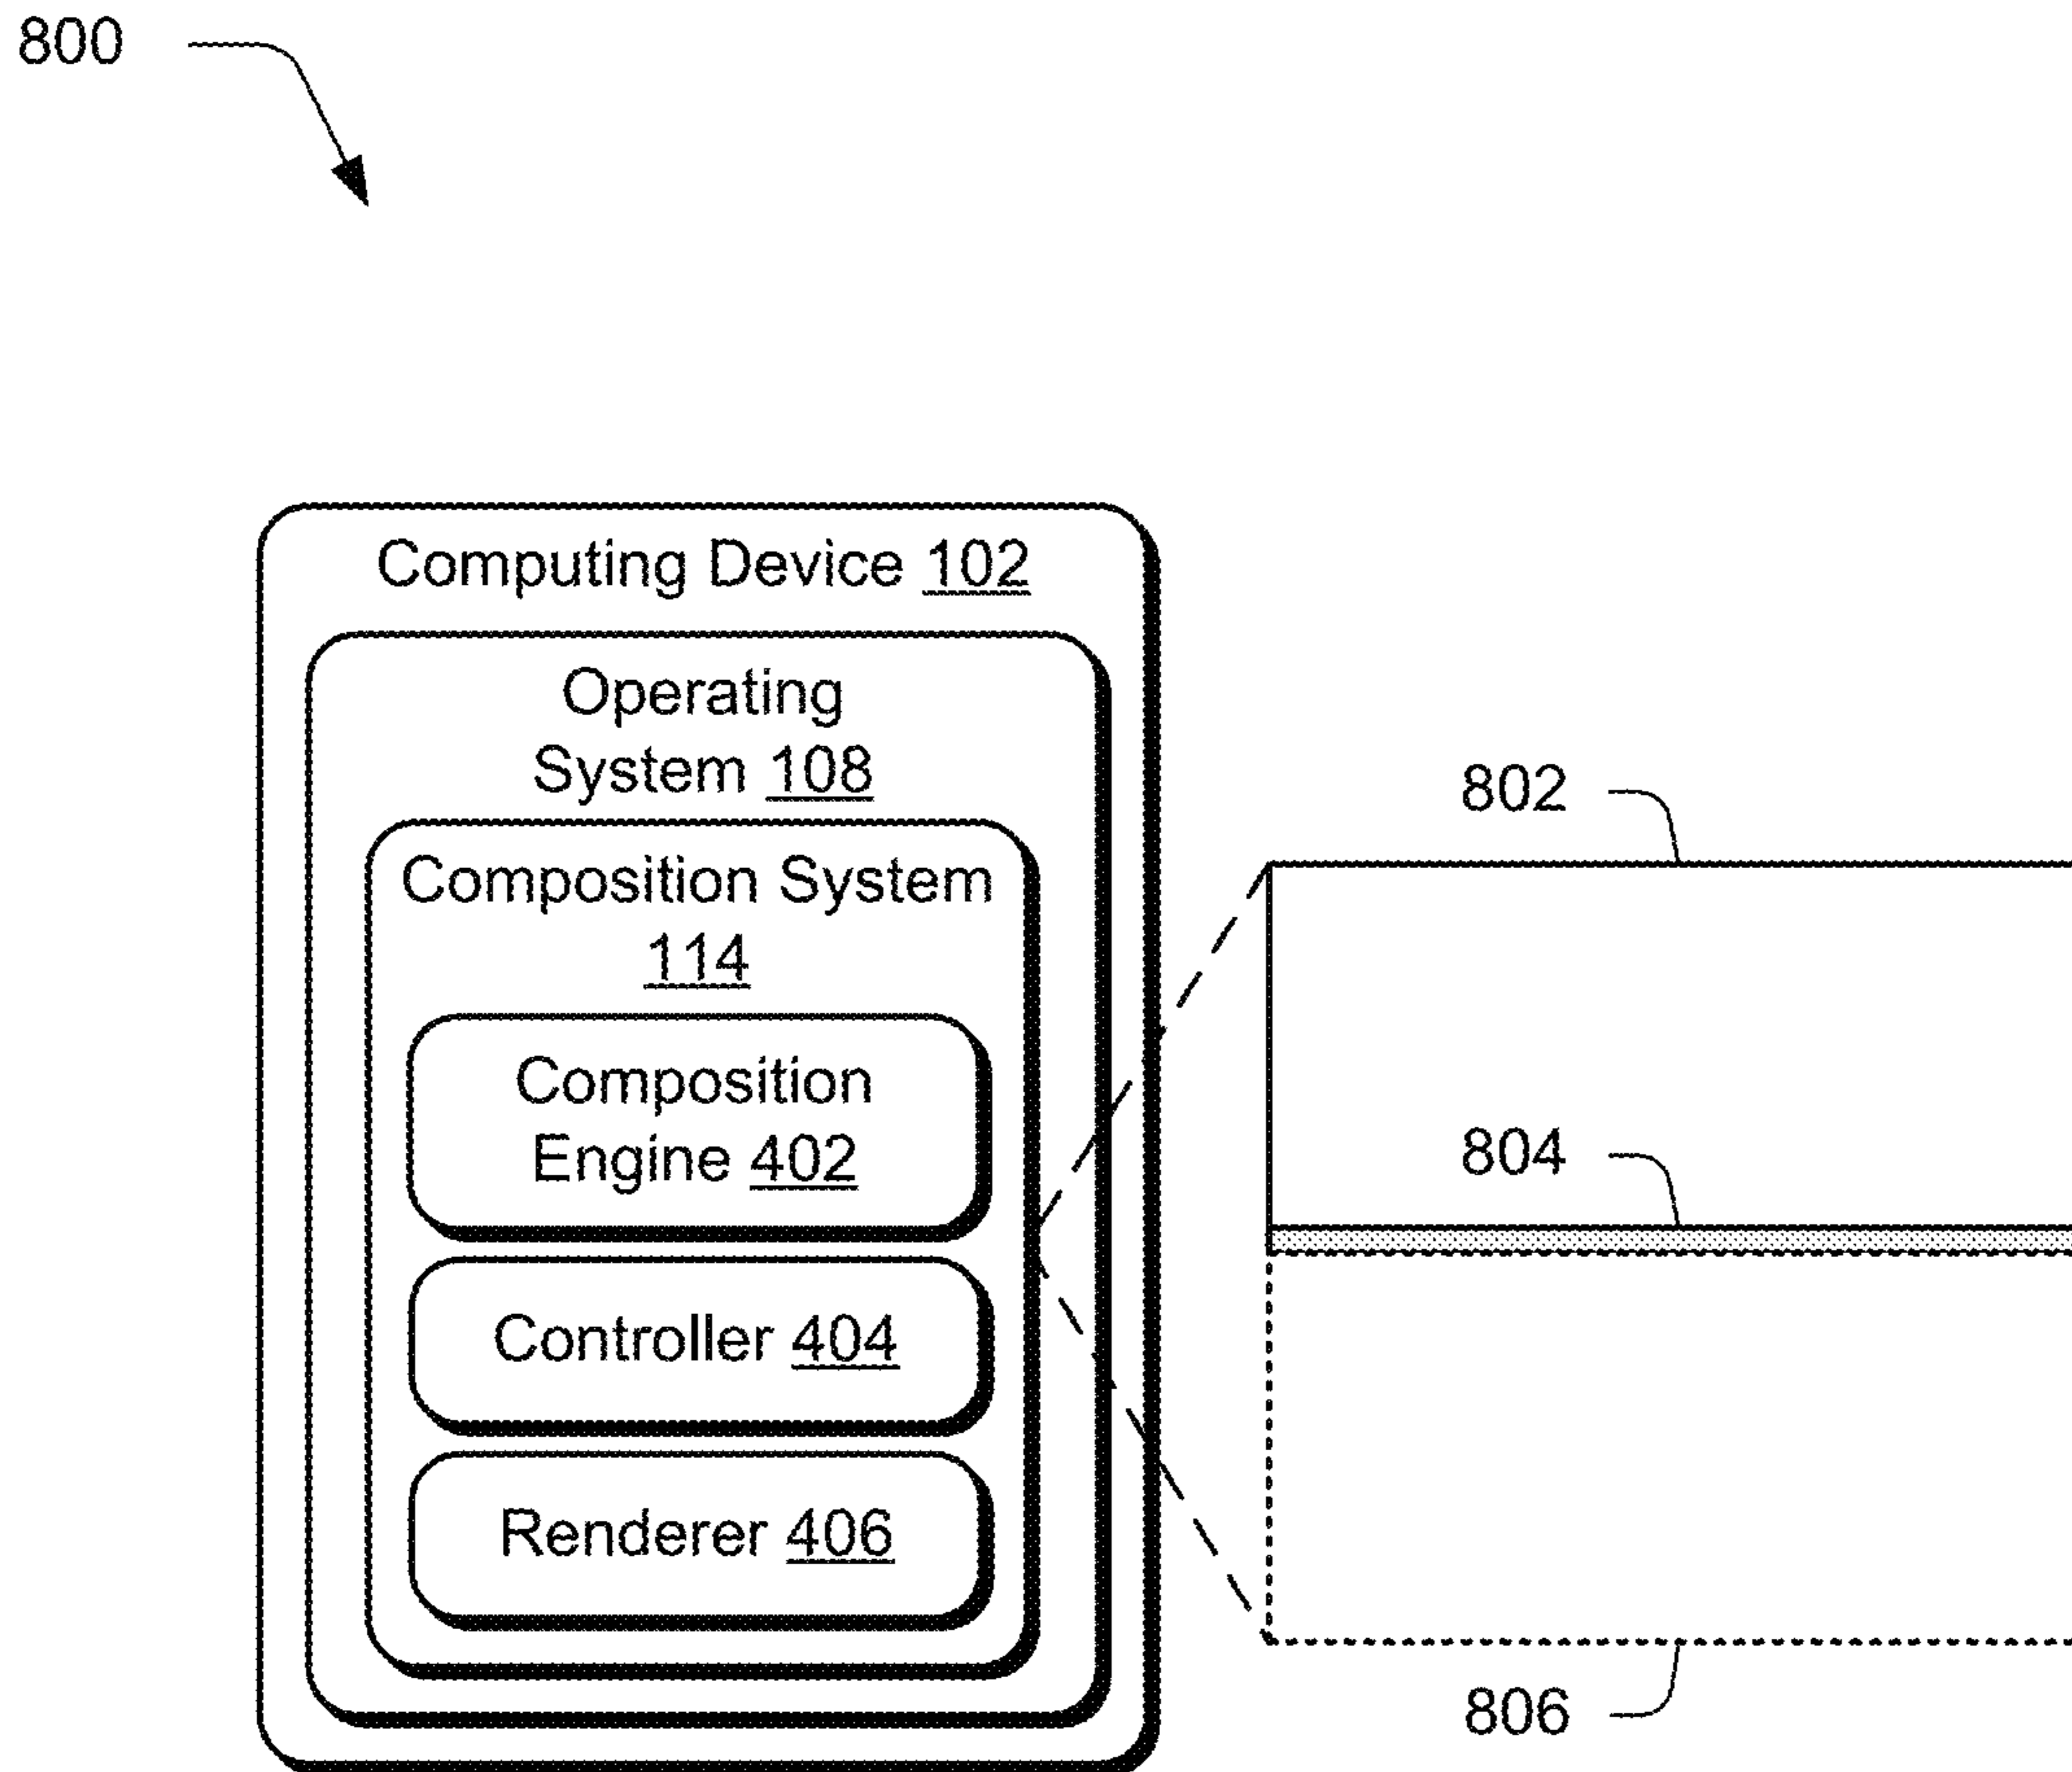 800
Computing Device 102
Operating
System 108
Composition System
114
Composition
Engine 402
Controller 404
Renderer 406
802
804
806